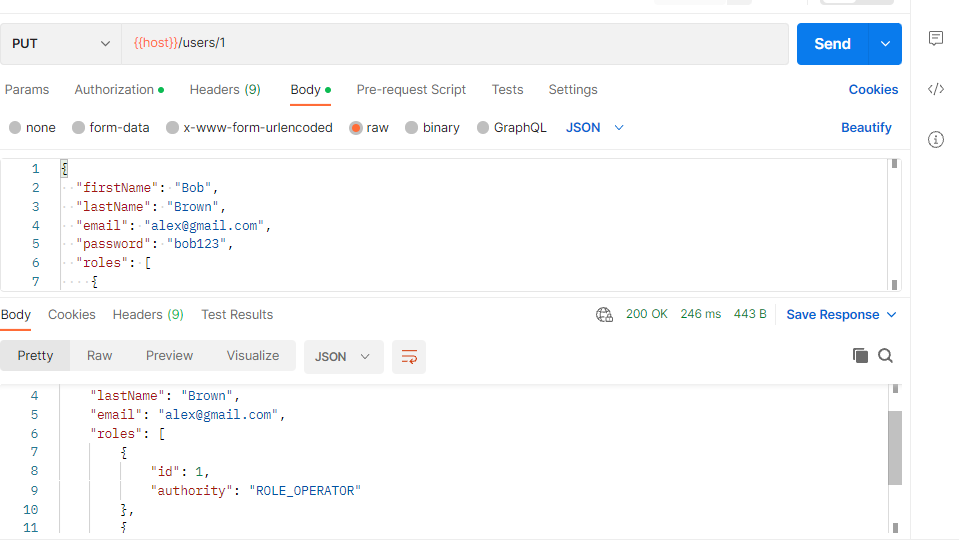 PUT {{host}}/users/1 Send
Params Authorization Headers (9) Body Pre-request Script Tests Settings Cookies
none form-data x-www-form-urlencoded raw binary GraphQL JSON Beautify
1 {
2 "firstName": "Bob",
3 "lastName": "Brown",
4 "email": "alex@gmail.com",
5 "password": "bob123",
6 "roles": [
7 {
Body Cookies Headers (9) Test Results 200 OK 246 ms 443 B Save Response
Pretty Raw Preview Visualize JSON
4 "lastName": "Brown",
5 "email": "alex@gmail.com",
6 "roles": [
7 {
8 "id": 1,
9 "authority": "ROLE_OPERATOR"
10 },
11 {